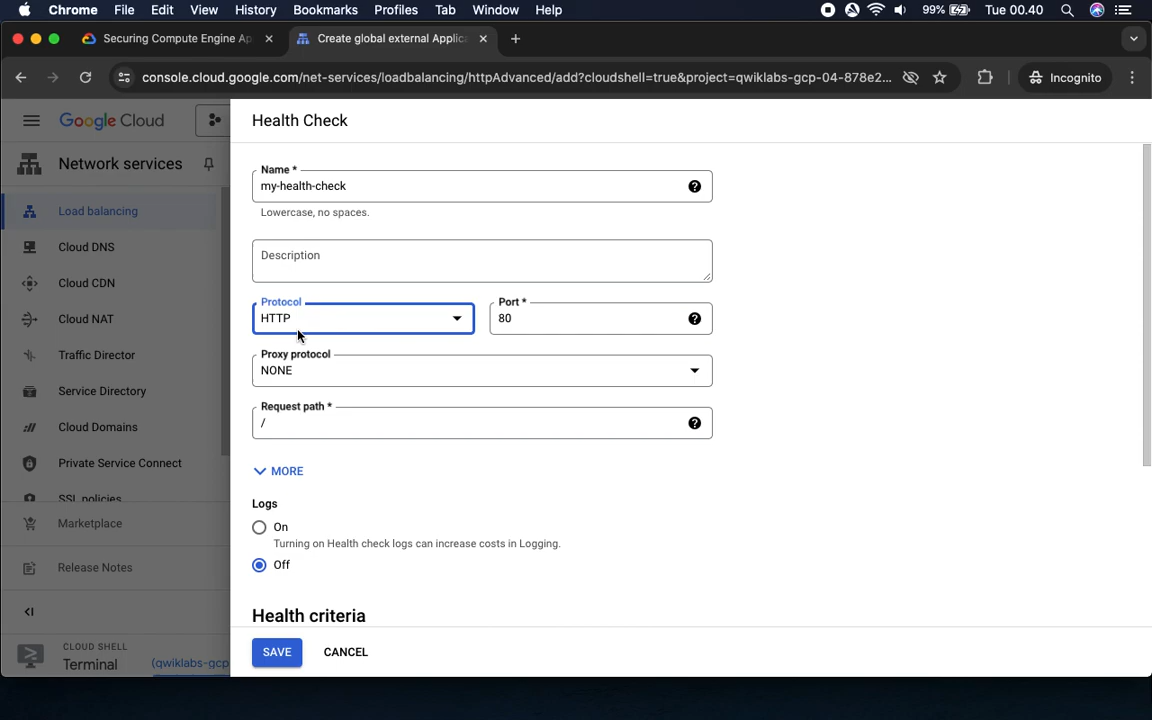 Chrome File Edit View History Bookmarks Profiles Tab Window Help 99% Tue 00.40
Securing Compute Engine Ap Create global external Applica
console.cloud.google.com/net-services/loadbalancing/httpAdvanced/add?cloudshell=true&project=qwiklabs-gcp-04-878e2... Incognito
Google Cloud
Network services
Load balancing
Cloud DNS
Cloud CDN
Cloud NAT
Traffic Director
Service Directory
Cloud Domains
Private Service Connect
SSL policies
Marketplace
Release Notes
CLOUD SHELL
Terminal (qwiklabs-gcp
Health Check
Name *
my-health-check
Lowercase, no spaces.
Description
Protocol Port *
HTTP 80
Proxy protocol
NONE
Request path *
/
MORE
Logs
On
Turning on Health check logs can increase costs in Logging.
Off
Health criteria
SAVE CANCEL